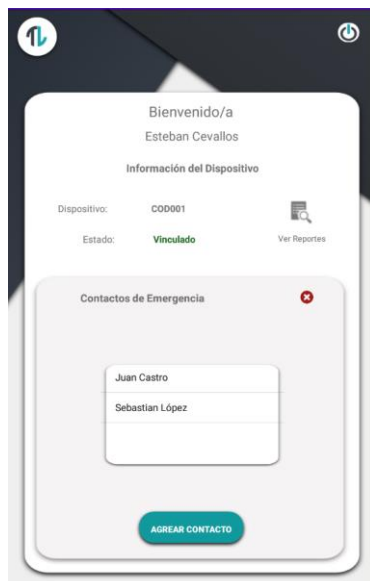 Bienvenido/a
Esteban Cevallos
Información del Dispositivo
Dispositivo: COD001
Estado: Vinculado Ver Reportes
Contactos de Emergencia
Juan Castro
Sebastian López
AGREAR CONTACTO